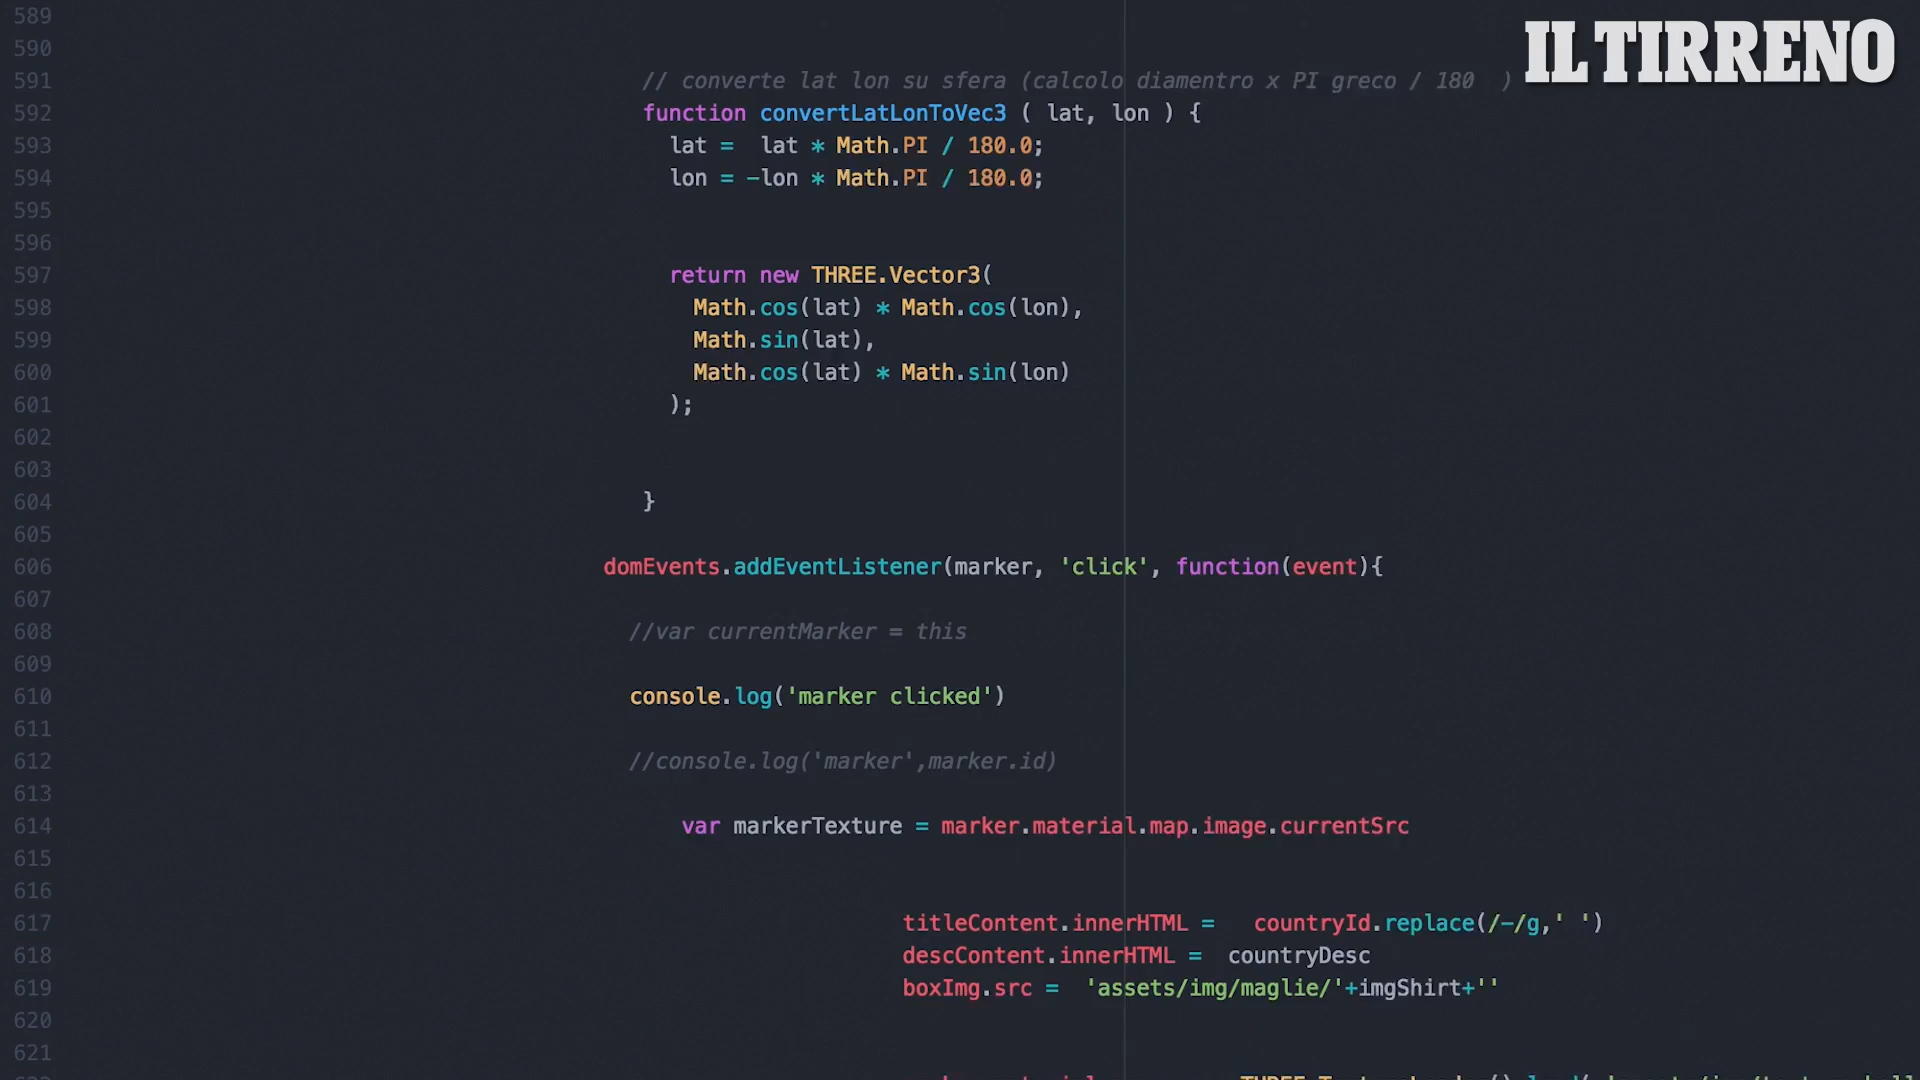 IL TIRRENO
589
590
591 // converte lat lon su sfera (calcolo diamentro x PI greco / 180 )
592 function convertLatLonToVec3 ( lat, lon ) {
593 lat = lat * Math.PI / 180.0;
594 lon = -lon * Math.PI / 180.0;
595
596
597 return new THREE.Vector3(
598 Math.cos(lat) * Math.cos(lon),
599 Math.sin(lat),
600 Math.cos(lat) * Math.sin(lon)
601 );
602
603
604 }
605
606 domEvents.addEventListener(marker, 'click', function(event){
607
608 //var currentMarker = this
609
610 console.log('marker clicked')
611
612 //console.log('marker',marker.id)
613
614 var markerTexture = marker.material.map.image.currentSrc
615
616
617 titleContent.innerHTML = countryId.replace(/-/g,' ')
618 descContent.innerHTML = countryDesc
619 boxImg.src = 'assets/img/maglie/'+imgShirt+''
620
621